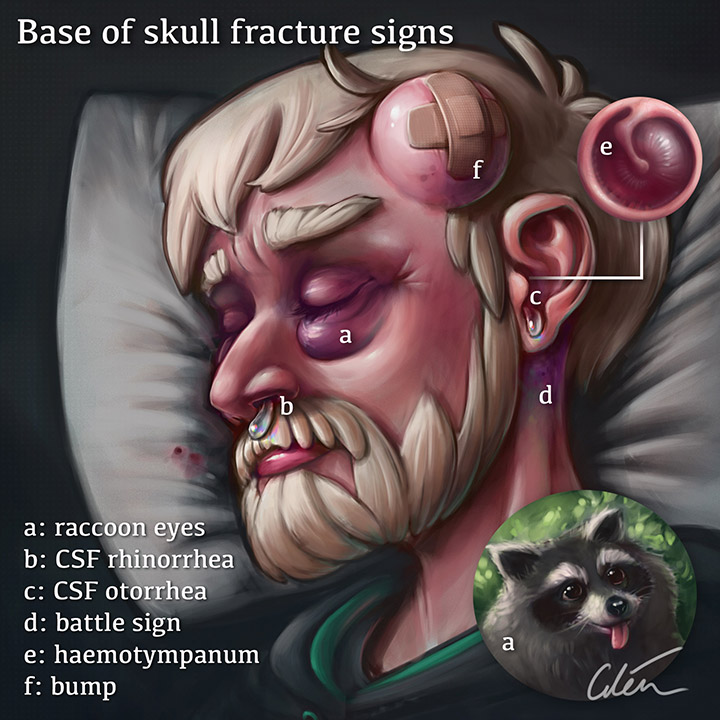 Base of skull fracture signs
f
e
c
a
d
b
a: raccoon eyes
b: CSF rhinorrhea
c: CSF otorrhea
d: battle sign
e: haemotympanum
f: bump
a